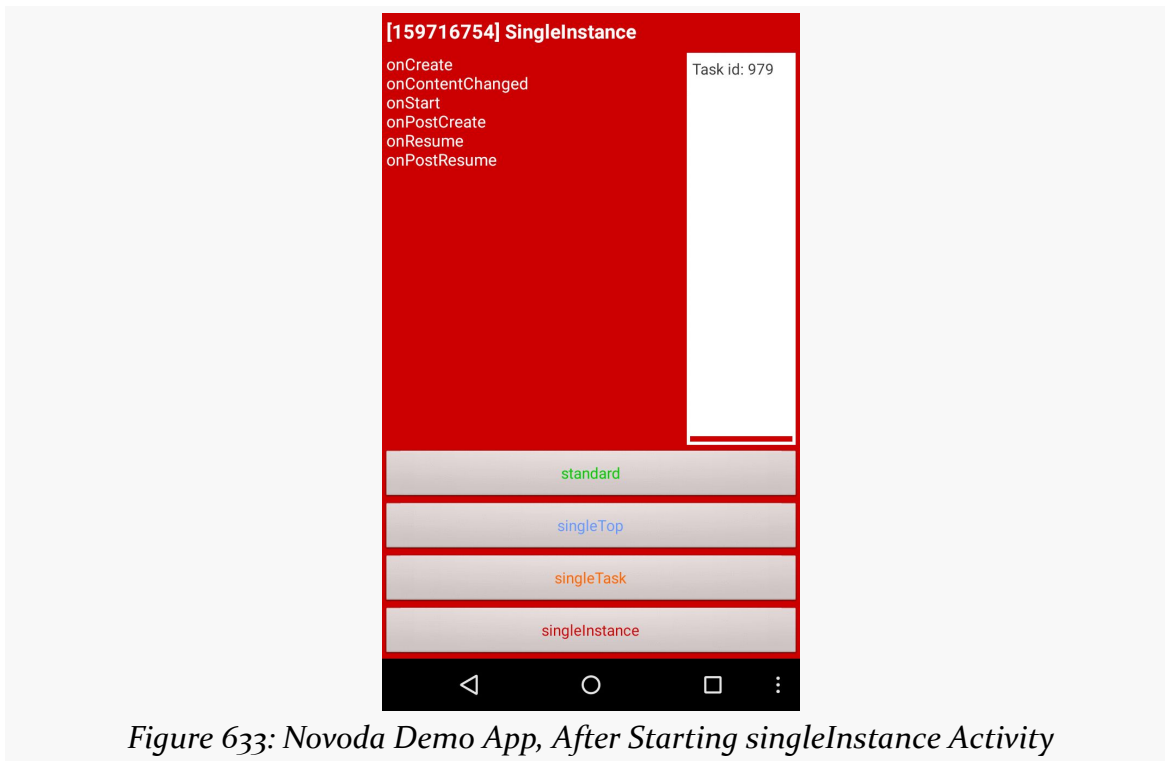 [159716754] SingleInstance
onCreate
onContentChanged
onStart
onPostCreate
onResume
onPostResume
Task id: 979
standard
singleTop
singleTask
singleInstance
Figure 633: Novoda Demo App, After Starting singleInstance Activity